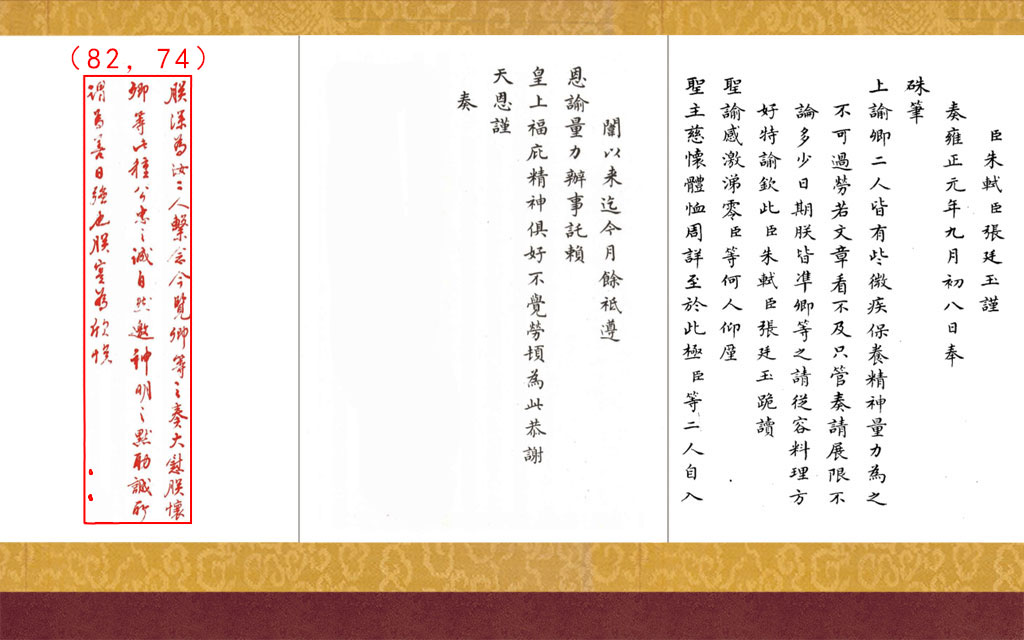 臣朱軾臣張廷玉謹
奏雍正元年九月初八日奉
硃筆
上諭卿二人皆有些微疾保養精神量力為之
不可過勞若文章看不及只管奏請展限不
論多少日期朕皆準卿等之請從容料理方
好特諭欽此臣朱軾臣張廷玉跪讀
聖諭感激涕零臣等何人仰廑
聖主慈懷體恤周詳至於此極臣等二人自入
闈以来迄今月餘祗遵
恩諭量力辦事託賴
皇上福庇精神俱好不覺勞頓為此恭謝
天恩謹
奏
(82, 74)
朕深為汝二人繫念今覽卿等之奏大慰朕懷
卿等此種公忠之誠自然邀神明之默助誠所
謂為善日強也朕寔為欣悅